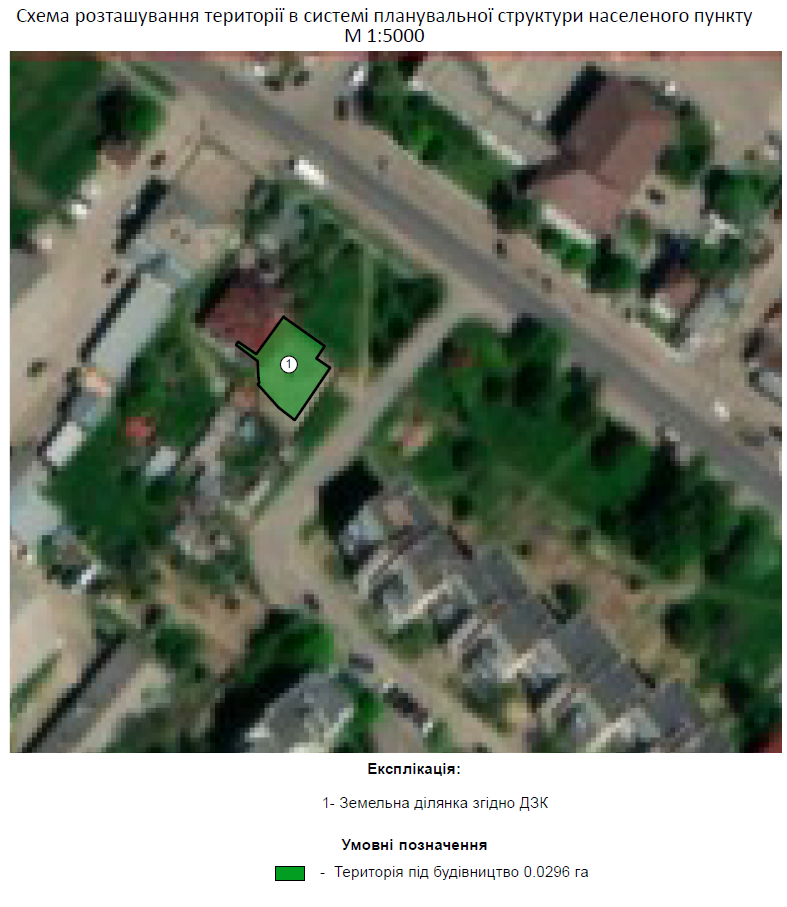 Схема розташування території в системі планувальної структури населеного пункту
М 1:5000
1
Експлікація:
1- Земельна ділянка згідно ДЗК
Умовні позначення
- Територія під будівництво 0.0296 га